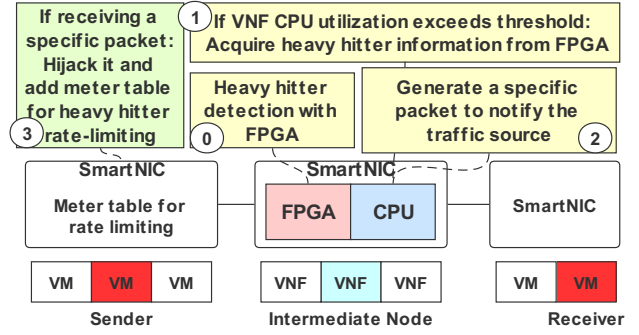 If receiving a
specific packet:
Hijack it and
add meter table
for heavy hitter
rate-limiting
3
1
If VNF CPU utilization exceeds threshold:
Acquire heavy hitter information from FPGA
Heavy hitter
detection with
FPGA
0
Generate a specific
packet to notify the
traffic source
2
SmartNIC
Meter table for
rate limiting
SmartNIC
FPGA
CPU
SmartNIC
VM
VM
VM
Sender
VNF
VNF
VNF
Intermediate Node
VM
VM
Receiver